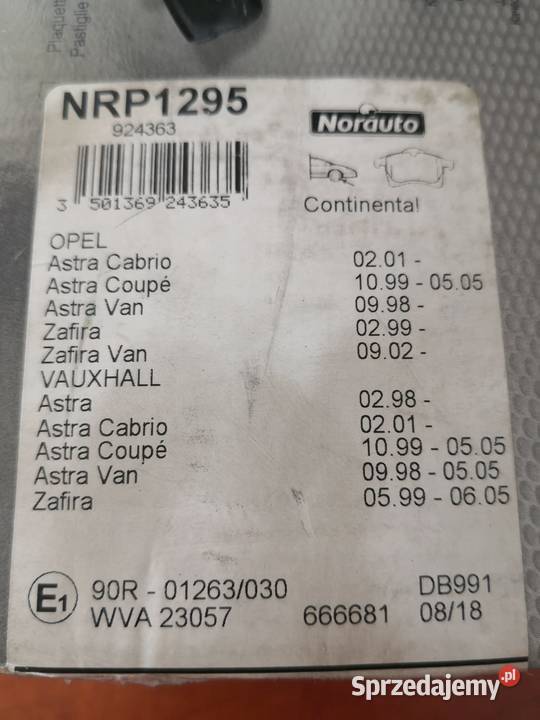 Plaquette
Pastiglie
NRP1295
924363
Norauto
3 501369 243635
Continental
OPEL
Astra Cabrio 02.01 -
Astra Coupé 10.99 - 05.05
Astra Van 09.98 -
Zafira 02.99 -
Zafira Van 09.02 -
VAUXHALL
Astra 02.98 -
Astra Cabrio 02.01 -
Astra Coupé 10.99 - 05.05
Astra Van 09.98 - 05.05
Zafira 05.99 - 06.05
E1 90R - 01263/030 DB991
WVA 23057 666681 08/18
Sprzedajemy.pl